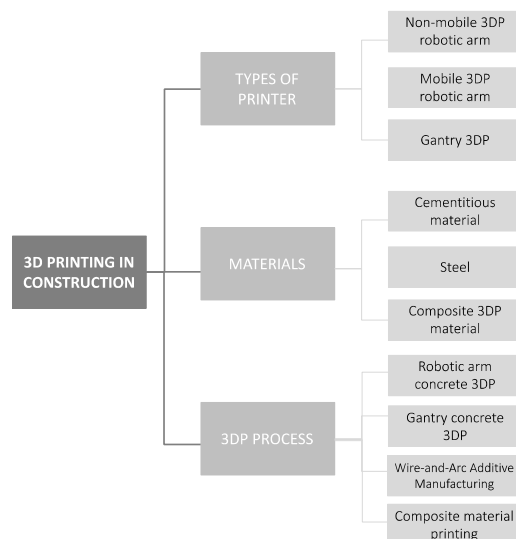 3D PRINTING IN
CONSTRUCTION
TYPES OF
PRINTER
Non-mobile 3DP
robotic arm
Mobile 3DP
robotic arm
Gantry 3DP
MATERIALS
Cementitious
material
Steel
Composite 3DP
material
3DP PROCESS
Robotic arm
concrete 3DP
Gantry concrete
3DP
Wire-and-Arc Additive
Manufacturing
Composite material
printing